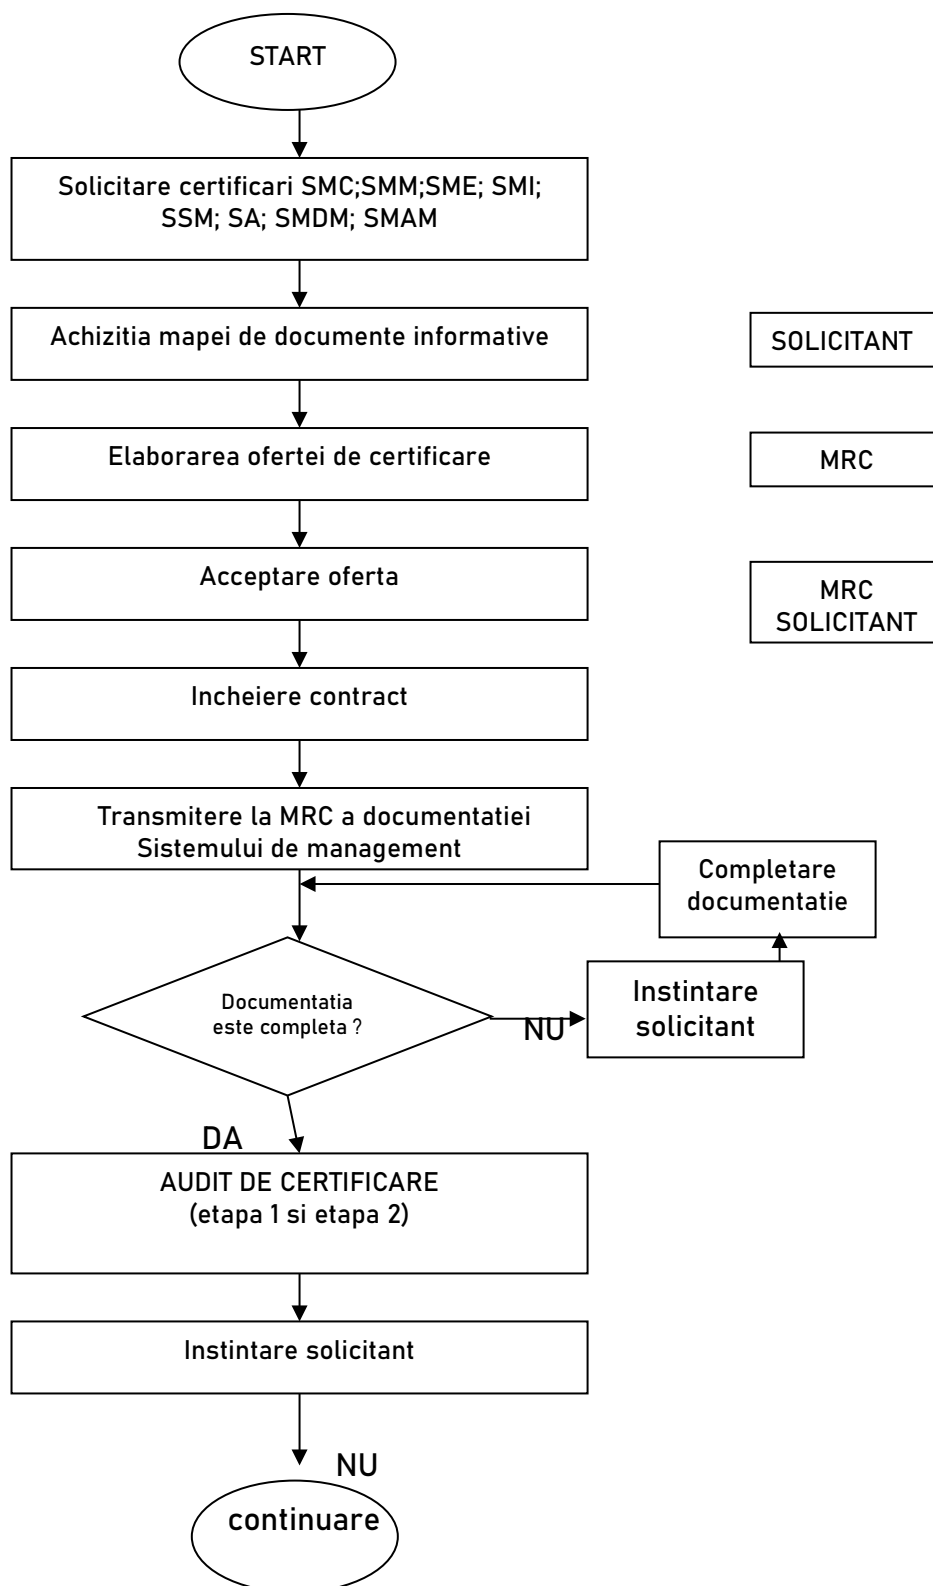 START
Solicitare certificari SMC;SMM;SME; SMI;
SSM; SA; SMDM; SMAM
Achizitia mapei de documente informative
SOLICITANT
Elaborarea ofertei de certificare
MRC
Acceptare oferta
MRC
SOLICITANT
Incheiere contract
Transmitere la MRC a documentatiei
Sistemului de management
Completare
documentatie
Documentatia
este completa ?
NU
Instintare
solicitant
DA
AUDIT DE CERTIFICARE
(etapa 1 si etapa 2)
Instintare solicitant
NU
continuare